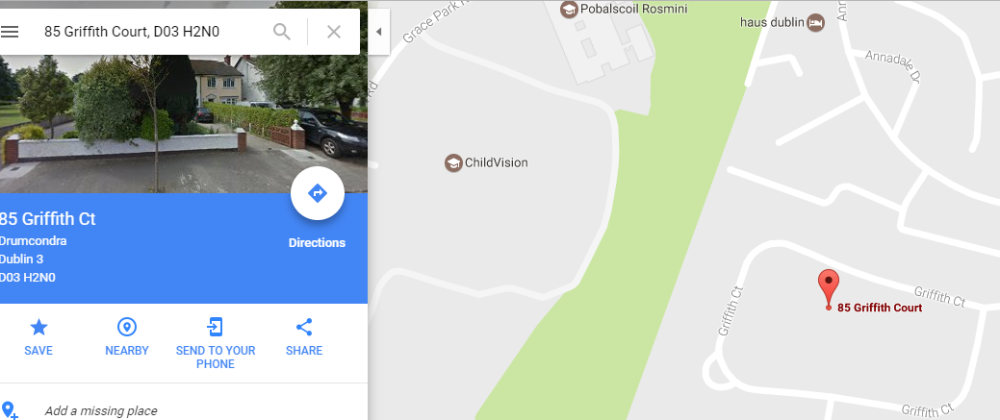 85 Griffith Court, D03 H2N0
85 Griffith Ct
Drumcondra
Dublin 3
D03 H2N0
Directions
SAVE
NEARBY
SEND TO YOUR
PHONE
SHARE
Add a missing place
Grace Park R
Rd
Pobalscoil Rosmini
haus dublin
Ann
Annadale Dr
ChildVision
Griffith Ct
85 Griffith Court
Griffith Ct
Griffith Ct